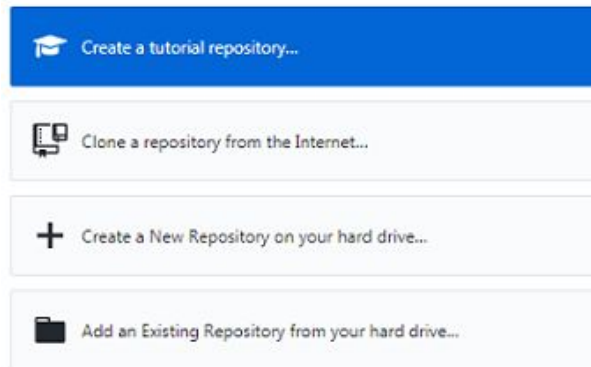 Create a tutorial repository...
Clone a repository from the Internet...
Create a New Repository on your hard drive...
Add an Existing Repository from your hard drive...